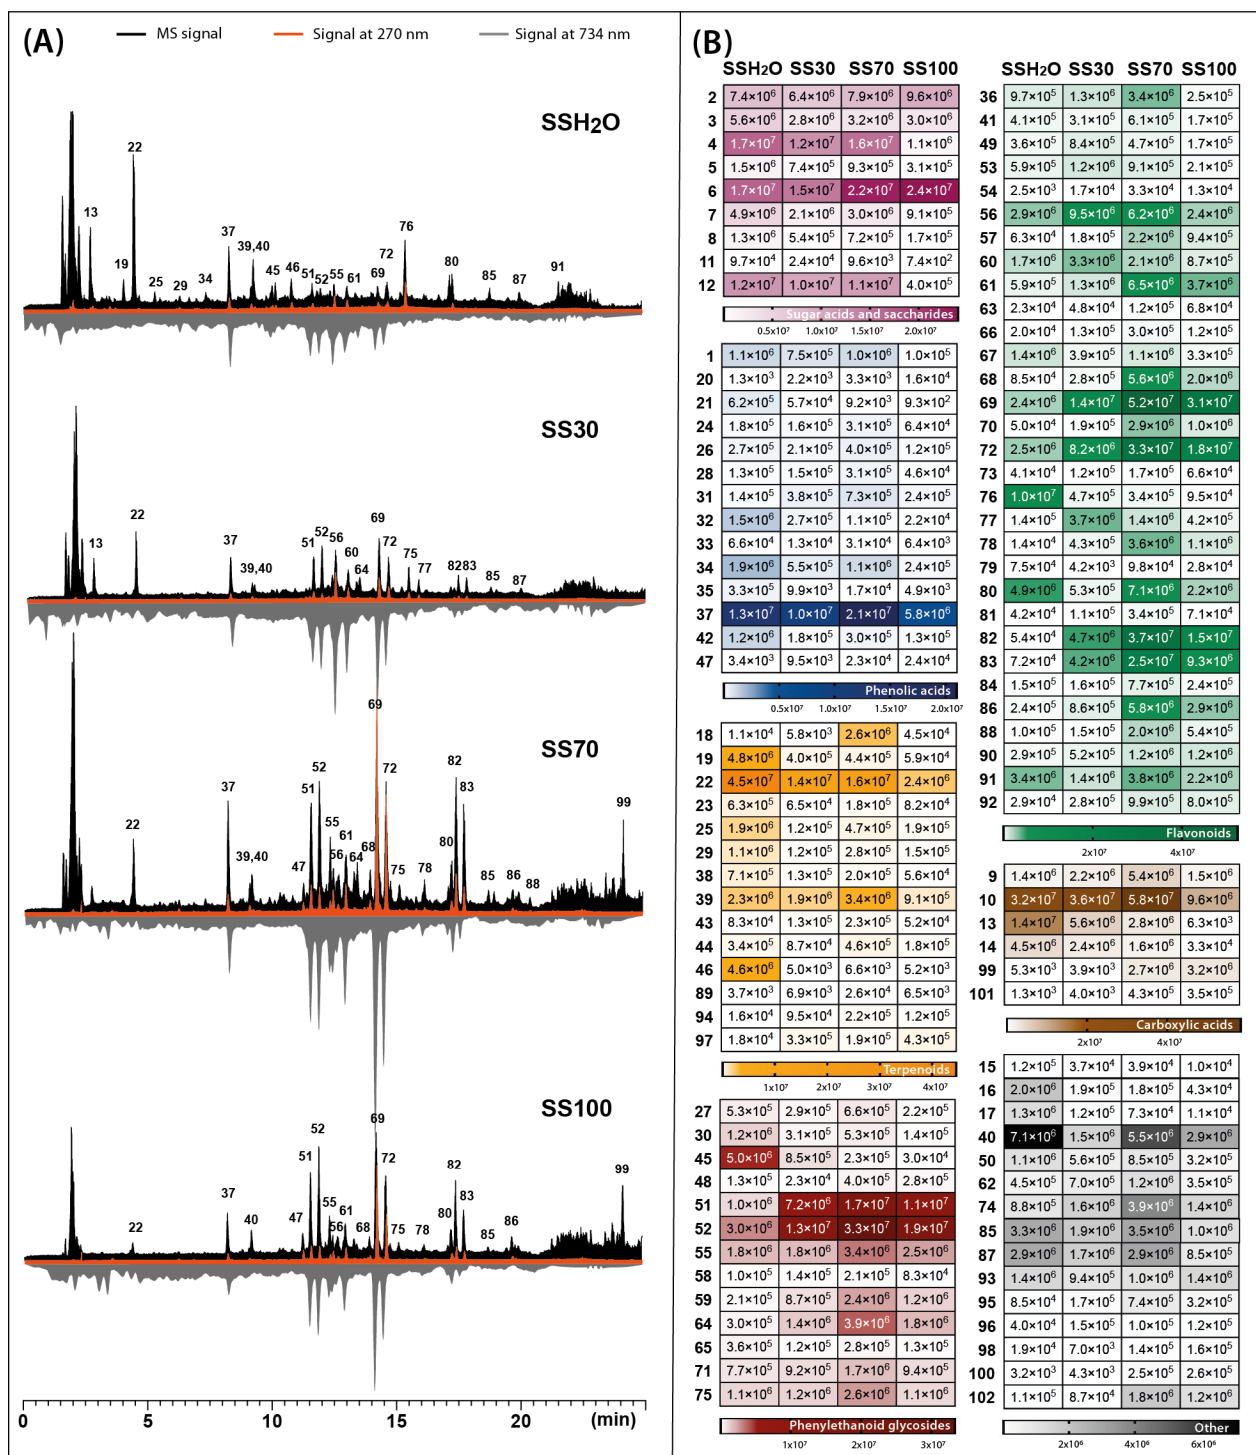 (A)
MS signal
Signal at 270 nm
Signal at 734 nm
SSH2O
22
13
19
25
29
34
37
39,40
45
46
51
52
55
61
69
72
76
80
85
87
91
SS30
22
13
37
39,40
51
52
56
60
64
69
72
75
77
82
83
85
87
SS70
22
37
39,40
47
51
52
55
56
61
64
68
69
72
75
78
80
82
83
85
86
88
99
SS100
22
37
40
47
51
52
55
56
61
68
69
72
75
78
80
82
83
85
86
99
0 5 10 15 20 (min)
(B)
SSH2O SS30 SS70 SS100
2 7.4×10⁶ 6.4×10⁶ 7.9×10⁶ 9.6×10⁶
3 5.6×10⁶ 2.8×10⁶ 3.2×10⁶ 3.0×10⁶
4 1.7×10⁷ 1.2×10⁷ 1.6×10⁷ 1.1×10⁶
5 1.5×10⁶ 7.4×10⁵ 9.3×10⁵ 3.1×10⁵
6 1.7×10⁷ 1.5×10⁷ 2.2×10⁷ 2.4×10⁷
7 4.9×10⁶ 2.1×10⁶ 3.0×10⁶ 9.1×10⁵
8 1.3×10⁶ 5.4×10⁵ 7.2×10⁵ 1.7×10⁵
11 9.7×10⁴ 2.4×10⁴ 9.6×10³ 7.4×10²
12 1.2×10⁷ 1.0×10⁷ 1.1×10⁷ 4.0×10⁵
Sugar acids and saccharides
0.5x10⁷ 1.0x10⁷ 1.5x10⁷ 2.0x10⁷
1 1.1×10⁶ 7.5×10⁵ 1.0×10⁶ 1.0×10⁵
20 1.3×10³ 2.2×10³ 3.3×10³ 1.6×10⁴
21 6.2×10⁵ 5.7×10⁴ 9.2×10³ 9.3×10²
24 1.8×10⁵ 1.6×10⁵ 3.1×10⁵ 6.4×10⁴
26 2.7×10⁵ 2.1×10⁵ 4.0×10⁵ 1.2×10⁵
28 1.3×10⁵ 1.5×10⁵ 3.1×10⁵ 4.6×10⁴
31 1.4×10⁵ 3.8×10⁵ 7.3×10⁵ 2.4×10⁵
32 1.5×10⁶ 2.7×10⁵ 1.1×10⁵ 2.2×10⁴
33 6.6×10⁴ 1.3×10⁴ 3.1×10⁴ 6.4×10³
34 1.9×10⁶ 5.5×10⁵ 1.1×10⁶ 2.4×10⁵
35 3.3×10⁵ 9.9×10³ 1.7×10⁴ 4.9×10³
37 1.3×10⁷ 1.0×10⁷ 2.1×10⁷ 5.8×10⁶
42 1.2×10⁶ 1.8×10⁵ 3.0×10⁵ 1.3×10⁵
47 3.4×10³ 9.5×10³ 2.3×10⁴ 2.4×10⁴
Phenolic acids
0.5x10⁷ 1.0x10⁷ 1.5x10⁷ 2.0x10⁷
18 1.1×10⁴ 5.8×10³ 2.6×10⁶ 4.5×10⁴
19 4.8×10⁶ 4.0×10⁵ 4.4×10⁵ 5.9×10⁴
22 4.5×10⁷ 1.4×10⁷ 1.6×10⁷ 2.4×10⁶
23 6.3×10⁵ 6.5×10⁴ 1.8×10⁵ 8.2×10⁴
25 1.9×10⁶ 1.2×10⁵ 4.7×10⁵ 1.9×10⁵
29 1.1×10⁶ 1.2×10⁵ 2.8×10⁵ 1.5×10⁵
38 7.1×10⁵ 1.3×10⁵ 2.0×10⁵ 5.6×10⁴
39 2.3×10⁶ 1.9×10⁶ 3.4×10⁶ 9.1×10⁵
43 8.3×10⁴ 1.3×10⁴ 2.3×10⁵ 5.2×10⁴
44 3.4×10⁵ 8.7×10⁴ 4.6×10⁵ 1.8×10⁵
46 4.6×10⁶ 5.0×10³ 6.6×10³ 5.2×10³
89 3.7×10³ 6.9×10³ 2.6×10⁴ 6.5×10³
94 1.6×10⁴ 9.5×10⁴ 2.2×10⁵ 1.2×10⁵
97 1.8×10⁴ 3.3×10⁵ 1.9×10⁵ 4.3×10⁵
Terpenoids
1x10⁷ 2x10⁷ 3x10⁷ 4x10⁷
27 5.3×10⁵ 2.9×10⁵ 6.6×10⁵ 2.2×10⁵
30 1.2×10⁶ 3.1×10⁵ 5.3×10⁵ 1.4×10⁵
45 5.0×10⁶ 8.5×10⁵ 2.3×10⁵ 3.0×10⁴
48 1.3×10⁵ 2.3×10⁴ 4.0×10⁵ 2.8×10⁵
51 1.0×10⁶ 7.2×10⁶ 1.7×10⁷ 1.1×10⁷
52 3.0×10⁶ 1.3×10⁷ 3.3×10⁷ 1.9×10⁷
55 1.8×10⁶ 1.8×10⁶ 3.4×10⁶ 2.5×10⁶
58 1.0×10⁵ 1.4×10⁵ 2.1×10⁵ 8.3×10⁴
59 2.1×10⁵ 8.7×10⁵ 2.4×10⁶ 1.2×10⁶
64 3.0×10⁵ 1.4×10⁶ 3.9×10⁶ 1.8×10⁶
65 3.6×10⁵ 1.2×10⁵ 2.8×10⁵ 1.3×10⁵
71 7.7×10⁵ 9.2×10⁵ 1.7×10⁶ 9.4×10⁵
75 1.1×10⁶ 1.2×10⁶ 2.6×10⁶ 1.1×10⁶
Phenylethanoid glycosides
1x10⁷ 2x10⁷ 3x10⁷
SSH2O SS30 SS70 SS100
36 9.7×10⁵ 1.3×10⁶ 3.4×10⁶ 2.5×10⁵
41 4.1×10⁵ 3.1×10⁵ 6.1×10⁵ 1.7×10⁵
49 3.6×10⁵ 8.4×10⁵ 4.7×10⁵ 1.7×10⁵
53 5.9×10⁵ 1.2×10⁶ 9.1×10⁵ 2.1×10⁵
54 2.5×10³ 1.7×10⁴ 3.3×10⁴ 1.3×10⁴
56 2.9×10⁶ 9.5×10⁶ 6.2×10⁶ 2.4×10⁶
57 6.3×10⁴ 1.8×10⁵ 2.2×10⁶ 9.4×10⁵
60 1.7×10⁶ 3.3×10⁶ 2.1×10⁶ 8.7×10⁵
61 5.9×10⁵ 1.3×10⁶ 6.5×10⁶ 3.7×10⁶
63 2.3×10⁴ 4.8×10⁴ 1.2×10⁵ 6.8×10⁴
66 2.0×10⁴ 1.3×10⁵ 3.0×10⁵ 1.2×10⁵
67 1.4×10⁶ 3.9×10⁵ 1.1×10⁶ 3.3×10⁵
68 8.5×10⁴ 2.8×10⁵ 5.6×10⁶ 2.0×10⁶
69 2.4×10⁶ 1.4×10⁷ 5.2×10⁷ 3.1×10⁷
70 5.0×10⁴ 1.9×10⁵ 2.9×10⁶ 1.0×10⁶
72 2.5×10⁶ 8.2×10⁶ 3.3×10⁷ 1.8×10⁷
73 4.1×10⁴ 1.2×10⁵ 1.7×10⁵ 6.6×10⁴
76 1.0×10⁷ 4.7×10⁵ 3.4×10⁵ 9.5×10⁴
77 1.4×10⁵ 3.7×10⁶ 1.4×10⁶ 4.2×10⁵
78 1.4×10⁴ 4.3×10⁵ 3.6×10⁶ 1.1×10⁶
79 7.5×10⁴ 4.2×10³ 9.8×10⁴ 2.8×10⁴
80 4.9×10⁶ 5.3×10⁵ 7.1×10⁶ 2.2×10⁶
81 4.2×10⁴ 1.1×10⁵ 3.4×10⁵ 7.1×10⁴
82 5.4×10⁴ 4.7×10⁶ 3.7×10⁷ 1.5×10⁷
83 7.2×10⁴ 4.2×10⁶ 2.5×10⁷ 9.3×10⁶
84 1.5×10⁵ 1.6×10⁵ 7.7×10⁵ 2.4×10⁵
86 2.4×10⁵ 8.6×10⁵ 5.8×10⁶ 2.9×10⁶
88 1.0×10⁵ 1.5×10⁵ 2.0×10⁶ 5.4×10⁵
90 2.9×10⁵ 5.2×10⁵ 1.2×10⁶ 1.2×10⁶
91 3.4×10⁶ 1.4×10⁶ 3.8×10⁶ 2.2×10⁶
92 2.9×10⁴ 2.8×10⁵ 9.9×10⁵ 8.0×10⁵
Flavonoids
2x10⁷ 4x10⁷
9 1.4×10⁶ 2.2×10⁶ 5.4×10⁶ 1.5×10⁶
10 3.2×10⁷ 3.6×10⁷ 5.8×10⁷ 9.6×10⁶
13 1.4×10⁷ 5.6×10⁶ 2.8×10⁶ 6.3×10³
14 4.5×10⁶ 2.4×10⁶ 1.6×10⁶ 3.3×10⁴
99 5.3×10³ 3.9×10³ 2.7×10⁶ 3.2×10⁶
101 1.3×10³ 4.0×10³ 4.3×10⁵ 3.5×10⁵
Carboxylic acids
2x10⁷ 4x10⁷
15 1.2×10⁵ 3.7×10⁴ 3.9×10⁴ 1.0×10⁴
16 2.0×10⁶ 1.9×10⁵ 1.8×10⁵ 4.3×10⁴
17 1.3×10⁶ 1.2×10⁵ 7.3×10⁴ 1.1×10⁴
40 7.1×10⁶ 1.5×10⁶ 5.5×10⁶ 2.9×10⁶
50 1.1×10⁶ 5.6×10⁵ 8.5×10⁵ 3.2×10⁵
62 4.5×10⁵ 7.0×10⁵ 1.2×10⁶ 3.5×10⁵
74 8.8×10⁵ 1.6×10⁶ 3.9×10⁶ 1.4×10⁶
85 3.3×10⁶ 1.9×10⁶ 3.5×10⁶ 1.0×10⁶
87 2.9×10⁶ 1.7×10⁶ 2.9×10⁶ 8.5×10⁵
93 1.4×10⁶ 9.4×10⁵ 1.0×10⁶ 1.4×10⁶
95 8.5×10⁴ 1.7×10⁵ 7.4×10⁵ 3.2×10⁵
96 4.0×10⁴ 1.5×10⁵ 1.0×10⁵ 1.2×10⁵
98 1.9×10⁴ 7.0×10³ 1.4×10⁵ 1.6×10⁵
100 3.2×10³ 4.3×10³ 2.5×10⁵ 2.6×10⁵
102 1.1×10⁵ 8.7×10⁴ 1.8×10⁶ 1.2×10⁶
Other
2x10⁶ 4x10⁶ 6x10⁶